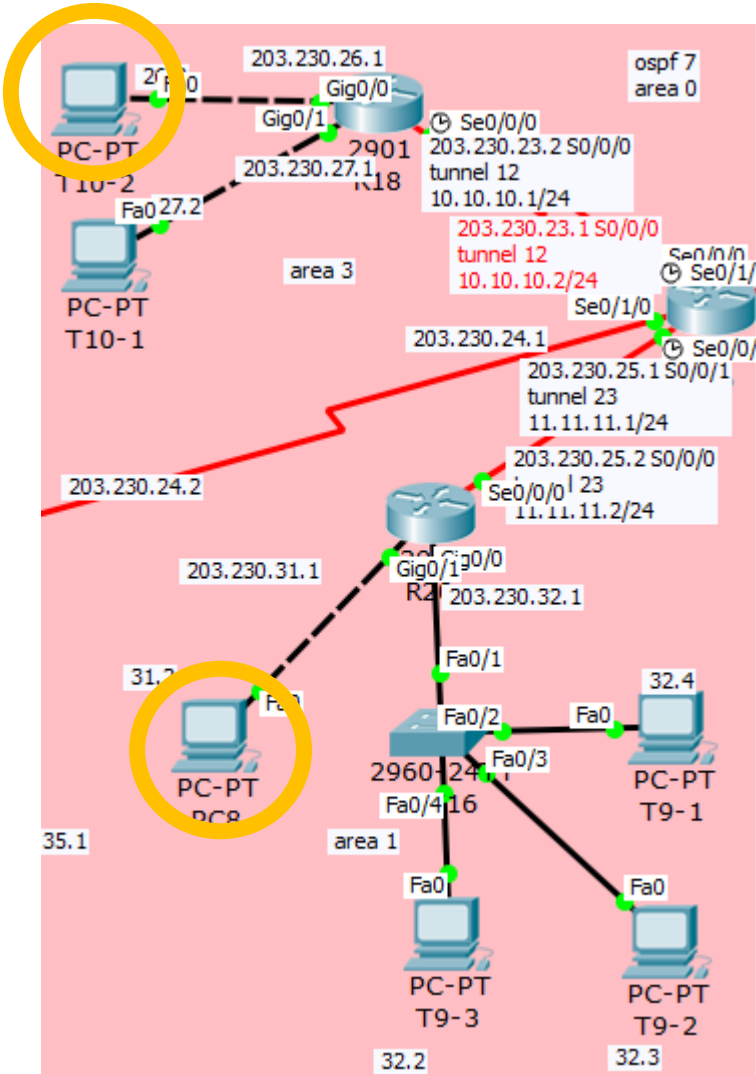 203.230.26.1
ospf 7
area 0
Gig0/0
Gig0/1
Se0/0/0
PC-PT
T10-2
2901
R18
203.230.23.2 S0/0/0
tunnel 12
10.10.10.1/24
203.230.27.1
Fa0
27.2
203.230.23.1 S0/0/0
tunnel 12
10.10.10.2/24
Se0/0/0
Se0/1/
area 3
PC-PT
T10-1
Se0/1/0
203.230.24.1
Se0/0/
203.230.25.1 S0/0/1
tunnel 23
11.11.11.1/24
203.230.25.2 S0/0/0
23
11.11.11.2/24
203.230.24.2
Se0/0/0
203.230.31.1
Gig0/1
Gig0/0
203.230.32.1
Fa0/1
32.4
Fa0/2
Fa0
Fa0/3
PC-PT
PC8
PC-PT
T9-1
Fa0/4
16
35.1
area 1
Fa0
Fa0
PC-PT
T9-3
PC-PT
T9-2
32.2
32.3